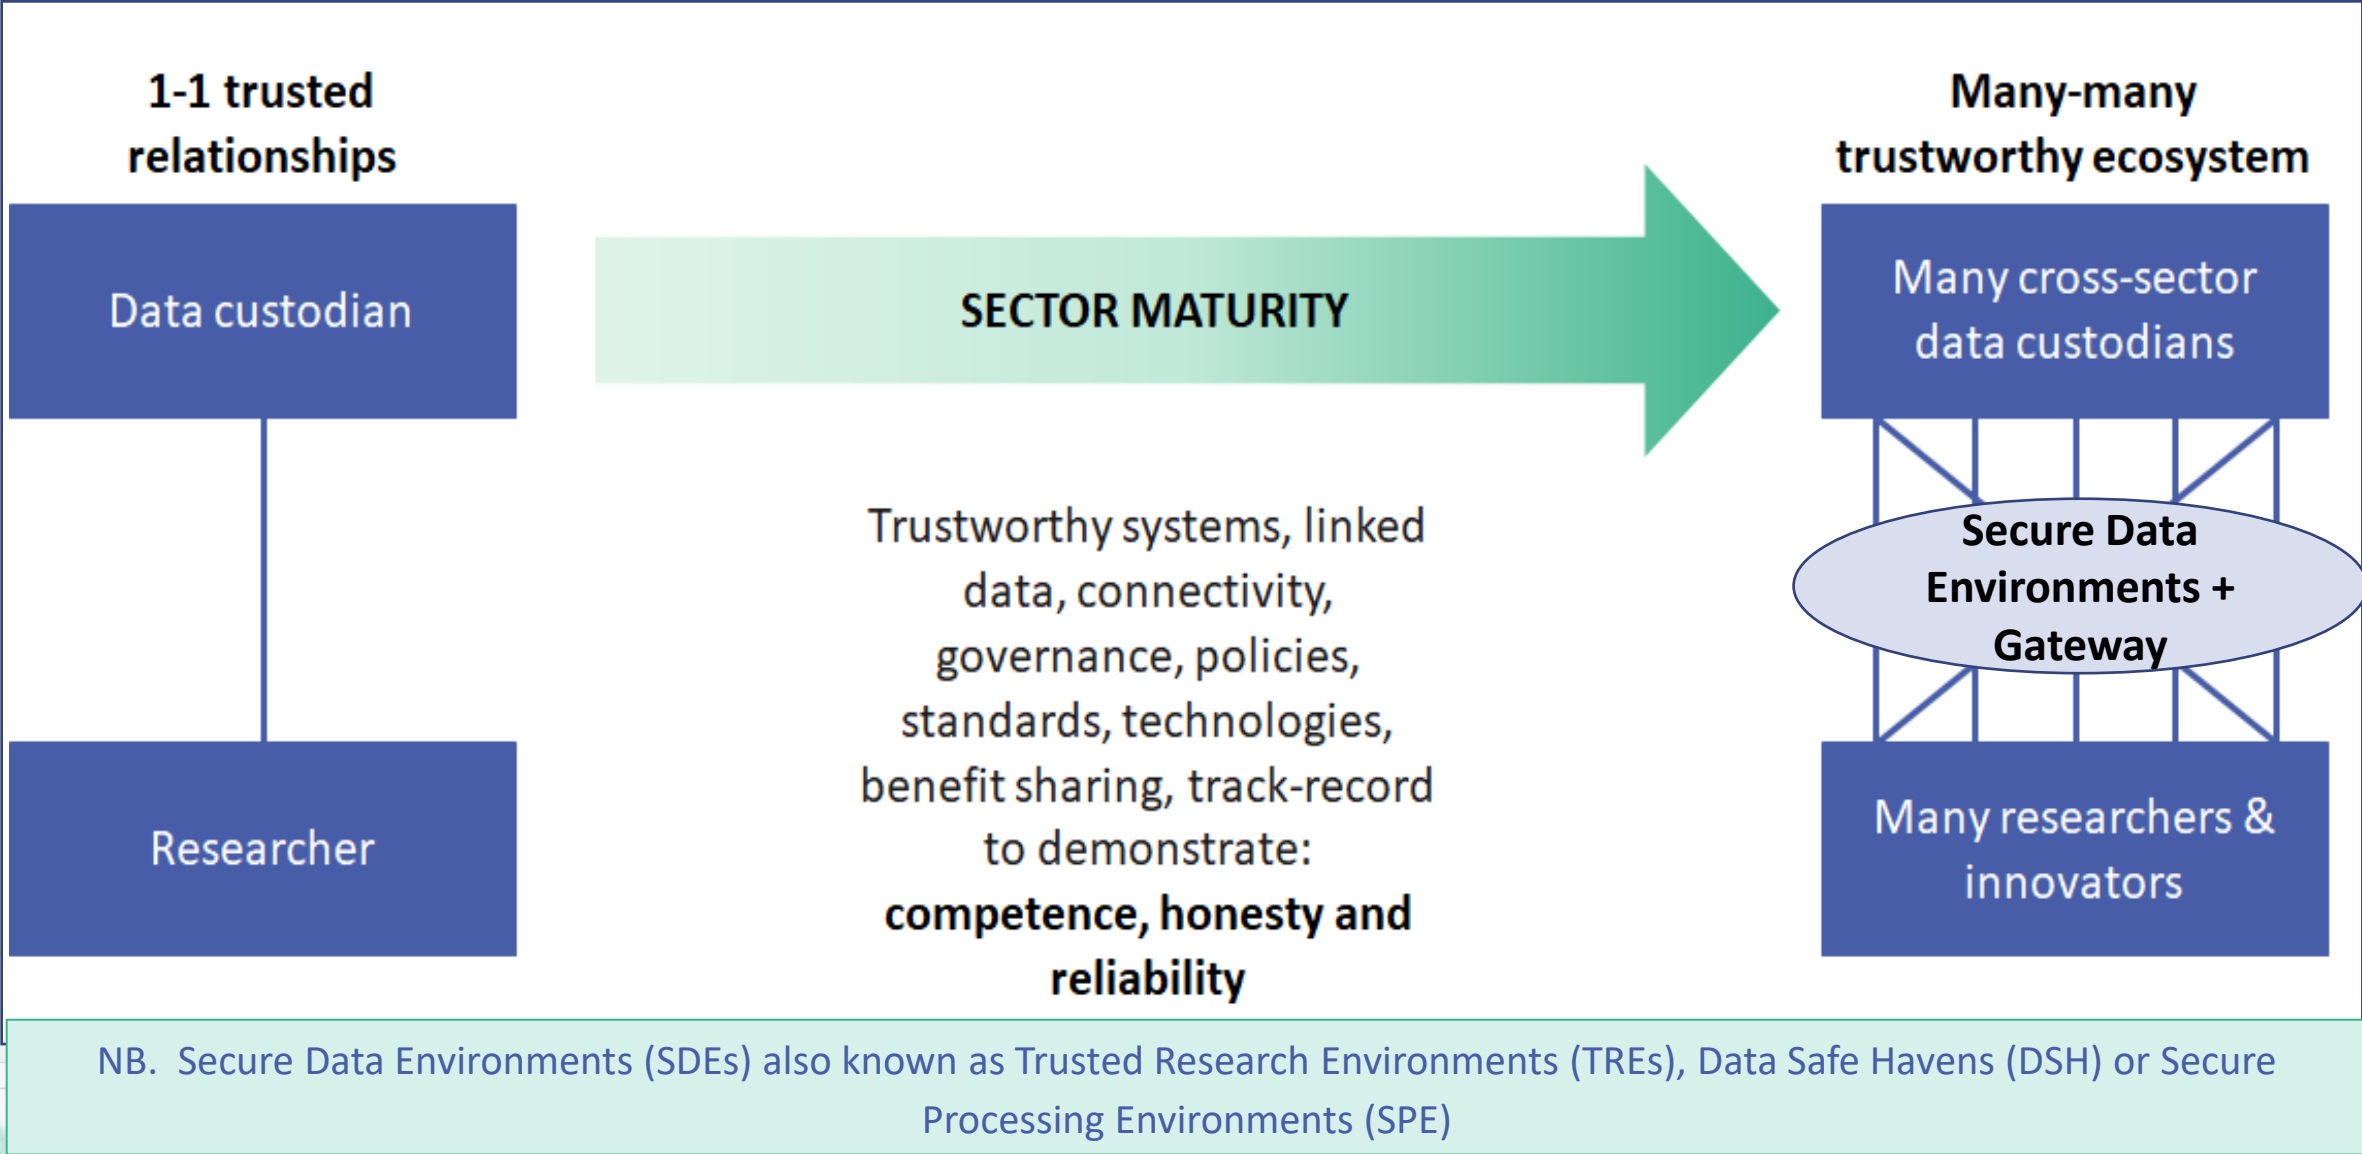 1-1 trusted
relationships
Data custodian
Researcher
SECTOR MATURITY
Trustworthy systems, linked
data, connectivity,
governance, policies,
standards, technologies,
benefit sharing, track-record
to demonstrate:
competence, honesty and
reliability
Many-many
trustworthy ecosystem
Many cross-sector
data custodians
Secure Data
Environments +
Gateway
Many researchers &
innovators
NB. Secure Data Environments (SDEs) also known as Trusted Research Environments (TREs), Data Safe Havens (DSH) or Secure
Processing Environments (SPE)